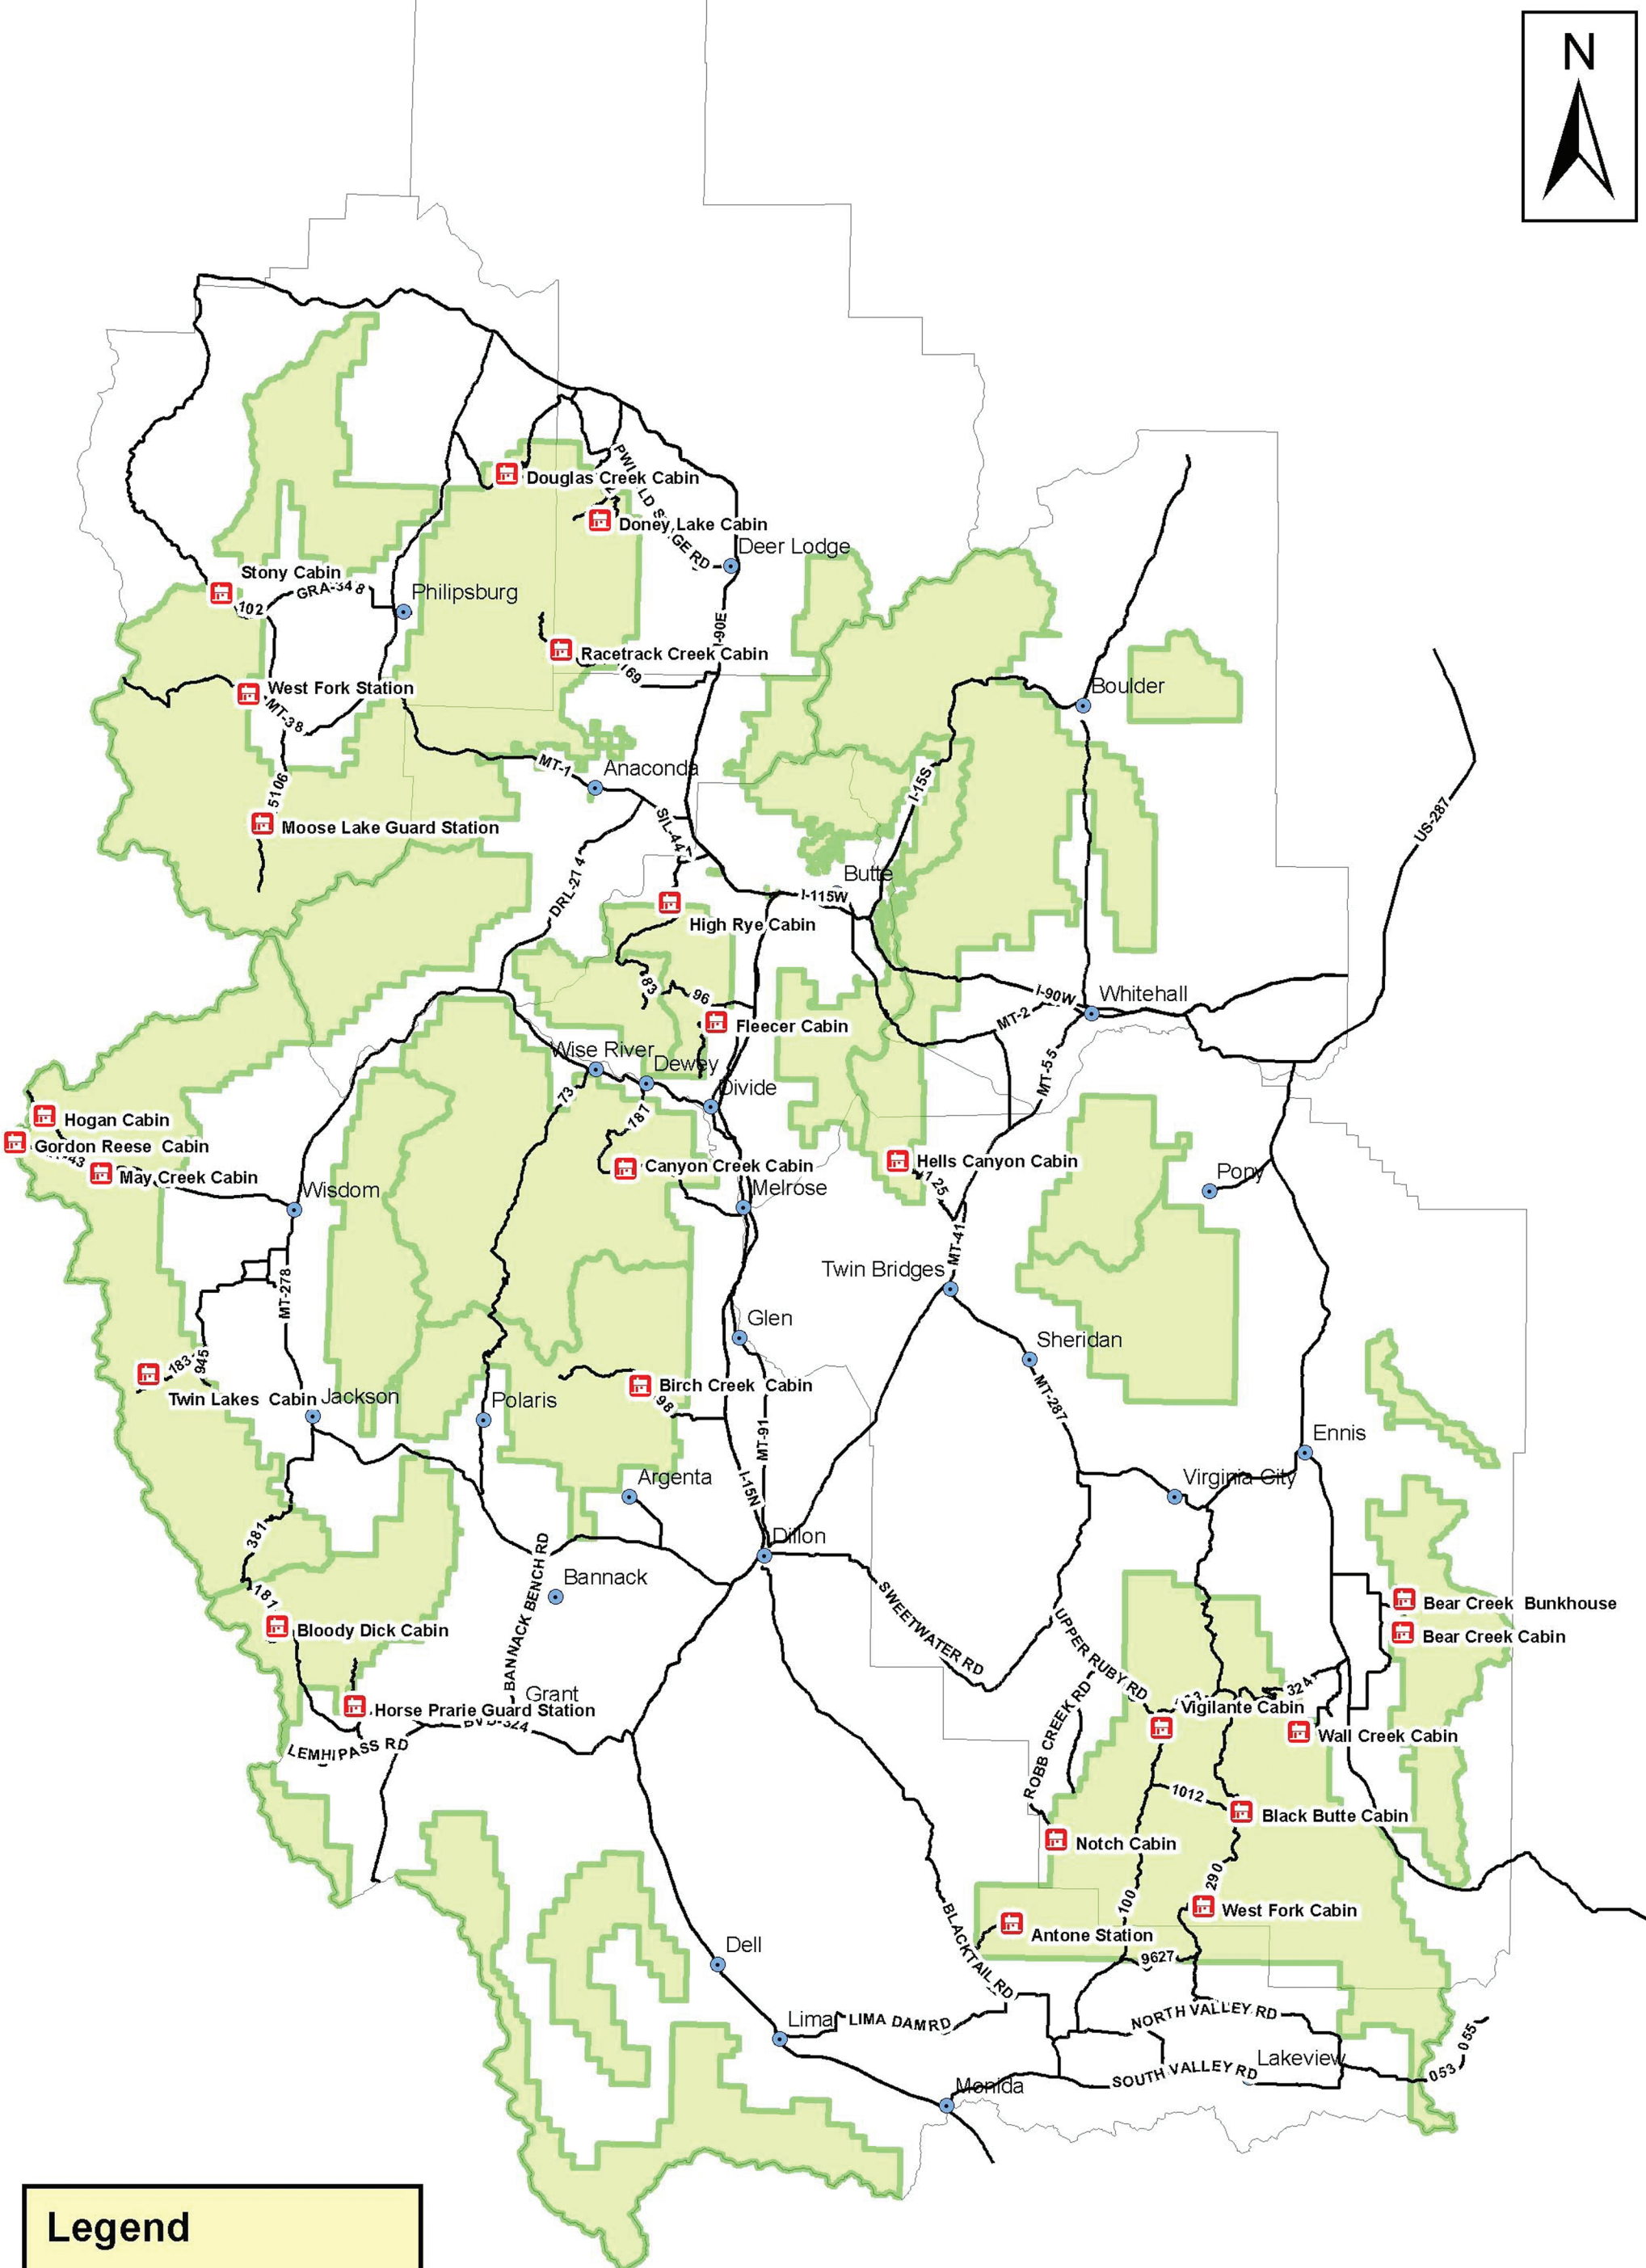 N
Douglas Creek Cabin
Doney Lake Cabin
Deer Lodge
Stony Cabin
GRA-348
102
Philipsburg
I-90E
Racetrack Creek Cabin
169
West Fork Station
MT-38
Boulder
MT-1
Anaconda
I-15S
5106
Moose Lake Guard Station
US-287
DRL-274
Butte
I-115W
High Rye Cabin
83
96
I-90W
Whitehall
MT-2
Fleecer Cabin
Wise River
Dewey
Divide
MT-55
73
187
Hogan Cabin
Gordon Reese Cabin
43
May Creek Cabin
Canyon Creek Cabin
Hells Canyon Cabin
125
Pony
Wisdom
Melrose
MT-41
Twin Bridges
MT-278
Glen
Sheridan
183
945
Twin Lakes Cabin
Jackson
Polaris
Birch Creek Cabin
98
MT-287
MT-91
Ennis
I-15N
Argenta
Virginia City
381
Dillon
BANNACK BENCH RD
Bannack
181
SWEETWATER RD
Bear Creek Bunkhouse
Bear Creek Cabin
Bloody Dick Cabin
UPPER RUBY RD
324
Grant
Horse Prarie Guard Station
ROBB CREEK RD
Vigilante Cabin
Wall Creek Cabin
LEMHI PASS RD
1012
Black Butte Cabin
Notch Cabin
290
100
West Fork Cabin
Antone Station
BLACKTAIL RD
Dell
9627
Lima
LIMA DAM RD
NORTH VALLEY RD
055
Lakeview
053
SOUTH VALLEY RD
Monida
Legend